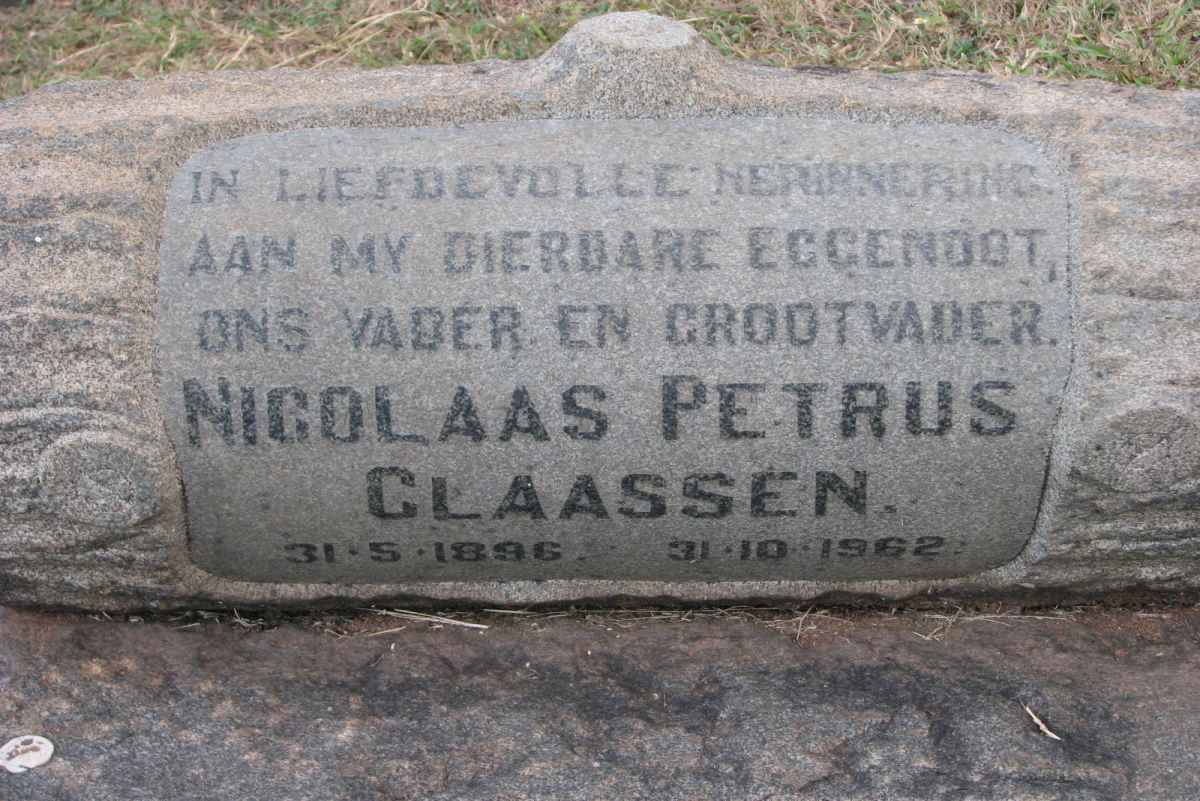 IN LIEFDEVOLLE HERINNERING
AAN MY DIERBARE EGGENOOT,
ONS VADER EN GROOTVADER.
NICOLAAS PETRUS
CLAASSEN.
31·5·1896. 31·10·1962.